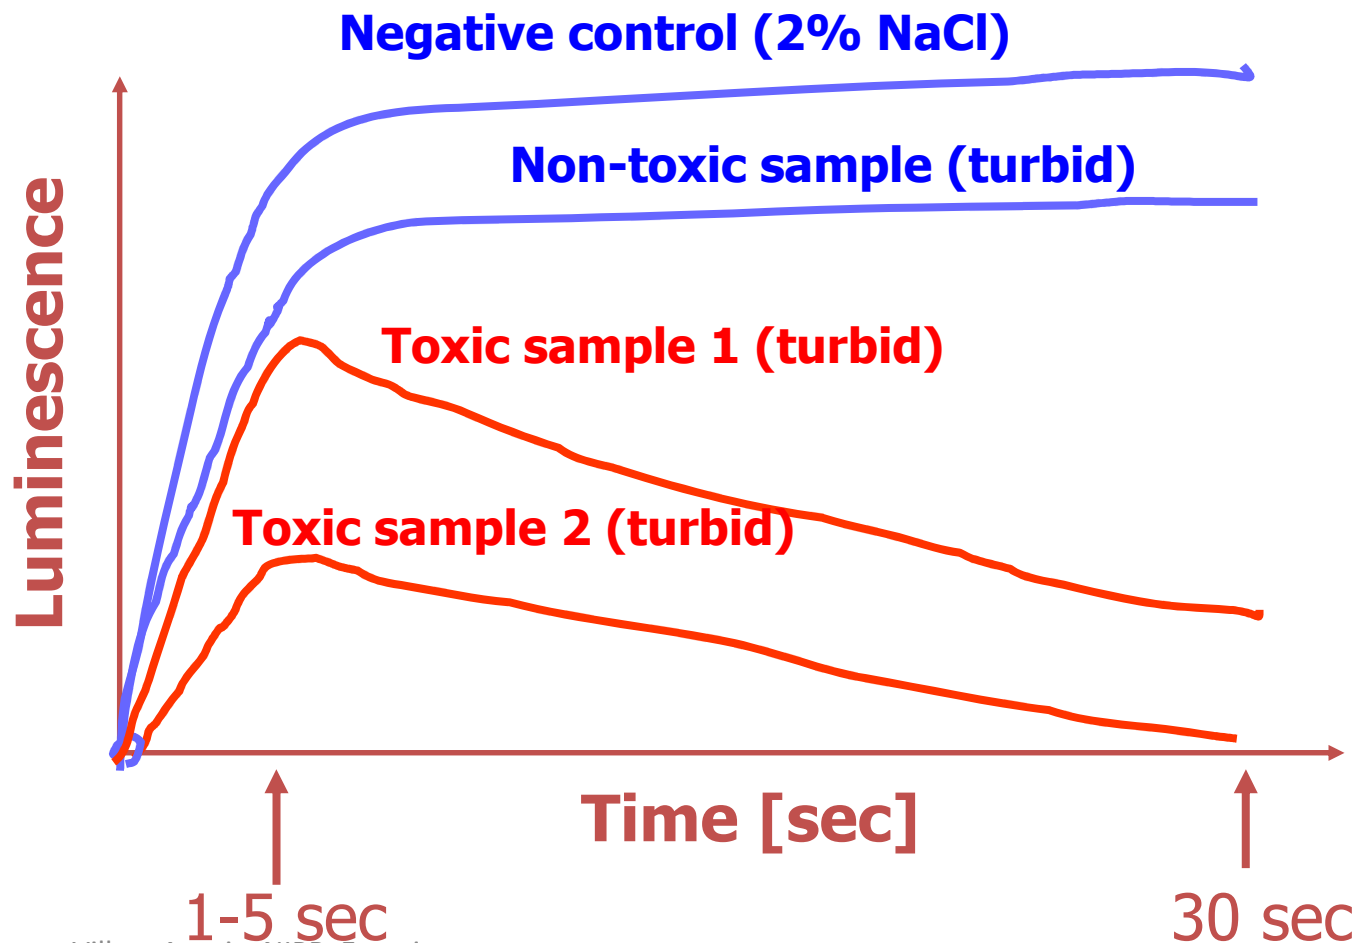 Negative control (2% NaCl)
Non-toxic sample (turbid)
Luminescence
Toxic sample 1 (turbid)
Toxic sample 2 (turbid)
Time [sec]
1-5 sec
30 sec